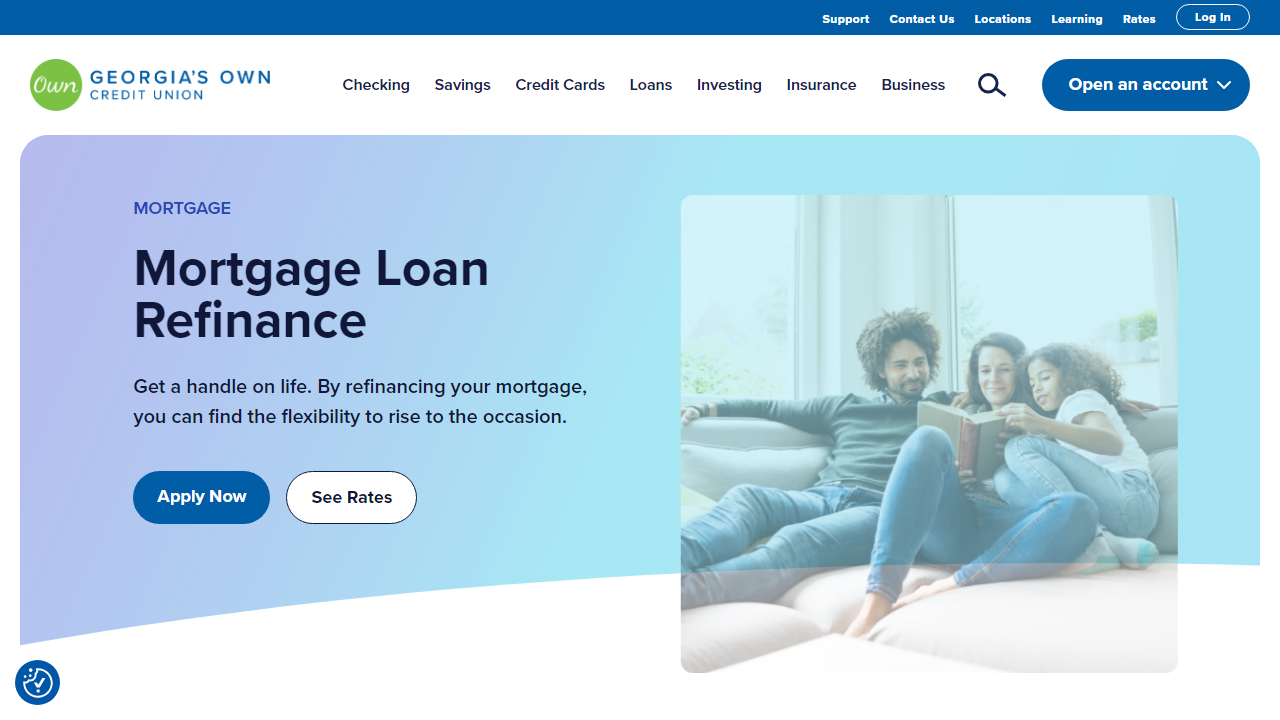 Support Contact Us Locations Learning Rates Log In
Own GEORGIA'S OWN
CREDIT UNION
Checking Savings Credit Cards Loans Investing Insurance Business Open an account
MORTGAGE
Mortgage Loan
Refinance
Get a handle on life. By refinancing your mortgage,
you can find the flexibility to rise to the occasion.
Apply Now See Rates